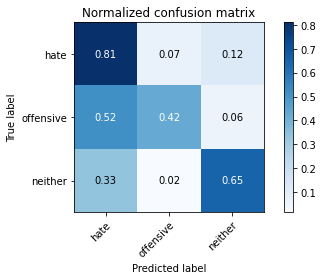 Normalized confusion matrix
True label
hate
0.81 0.07 0.12
offensive
0.52 0.42 0.06
neither
0.33 0.02 0.65
hate offensive neither
Predicted label
0.8
0.7
0.6
0.5
0.4
0.3
0.2
0.1